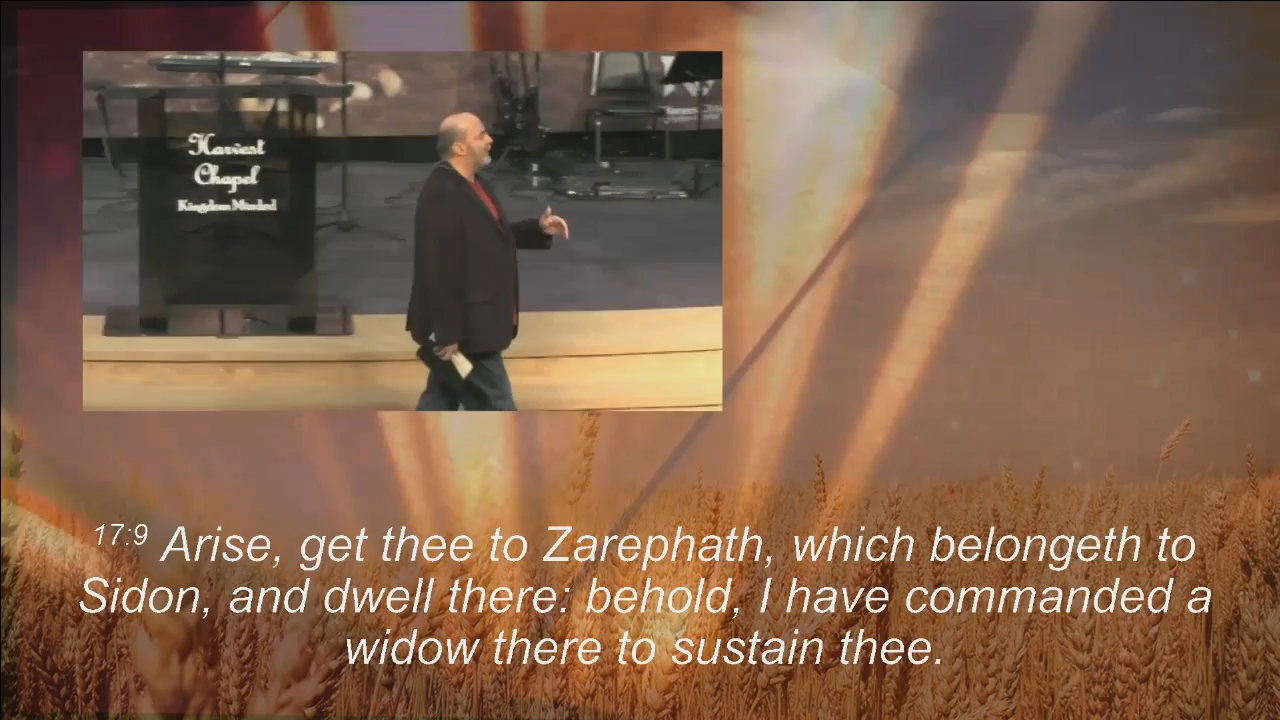 Harvest
Chapel
Kingdom Minded
17:9 Arise, get thee to Zarephath, which belongeth to
Sidon, and dwell there: behold, I have commanded a
widow there to sustain thee.